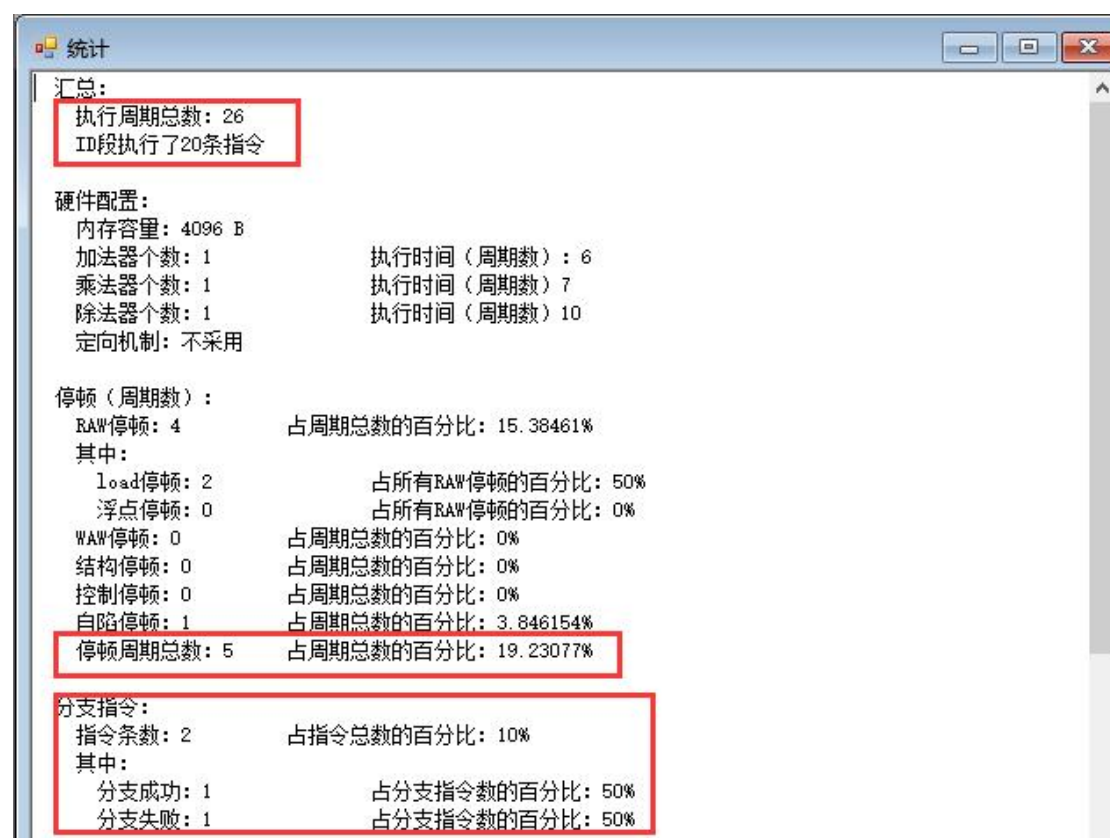 统计
汇总:
执行周期总数: 26
ID段执行了20条指令
硬件配置:
内存容量: 4096 B
加法器个数: 1 执行时间（周期数）: 6
乘法器个数: 1 执行时间（周期数）7
除法器个数: 1 执行时间（周期数）10
定向机制: 不采用
停顿（周期数）:
RAW停顿: 4 占周期总数的百分比: 15.38461%
其中:
load停顿: 2 占所有RAW停顿的百分比: 50%
浮点停顿: 0 占所有RAW停顿的百分比: 0%
WAW停顿: 0 占周期总数的百分比: 0%
结构停顿: 0 占周期总数的百分比: 0%
控制停顿: 0 占周期总数的百分比: 0%
自陷停顿: 1 占周期总数的百分比: 3.846154%
停顿周期总数: 5 占周期总数的百分比: 19.23077%
分支指令:
指令条数: 2 占指令总数的百分比: 10%
其中:
分支成功: 1 占分支指令数的百分比: 50%
分支失败: 1 占分支指令数的百分比: 50%